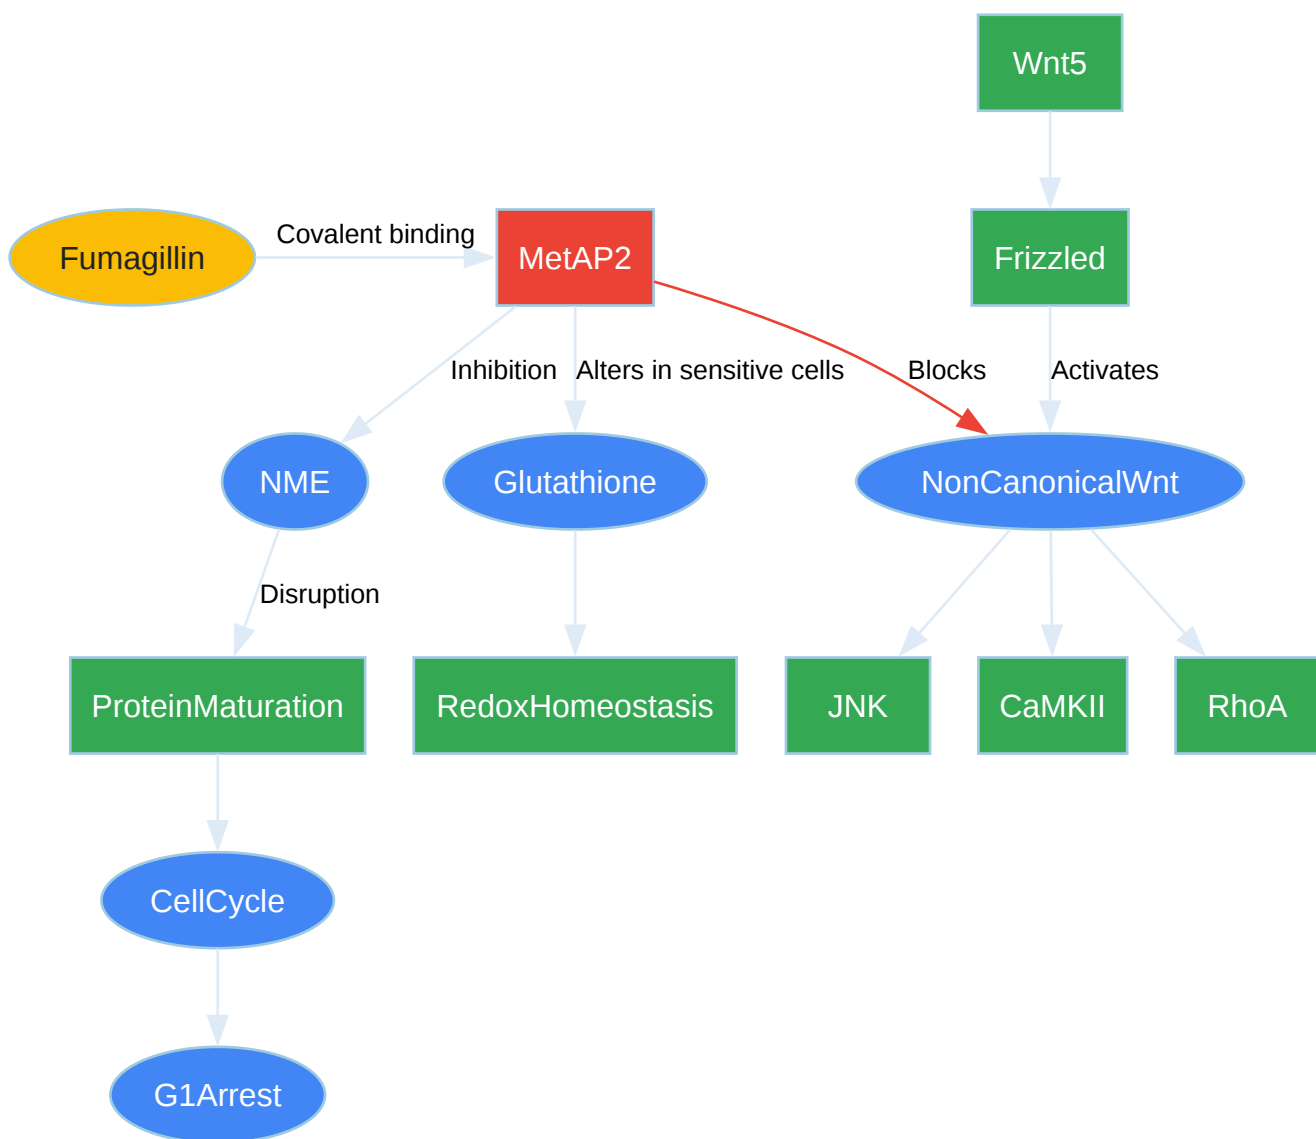 Wnt5
Fumagillin
Covalent binding
MetAP2
Frizzled
Inhibition
Alters in sensitive cells
Blocks
Activates
NME
Glutathione
NonCanonicalWnt
Disruption
ProteinMaturation
RedoxHomeostasis
JNK
CaMKII
RhoA
CellCycle
G1Arrest